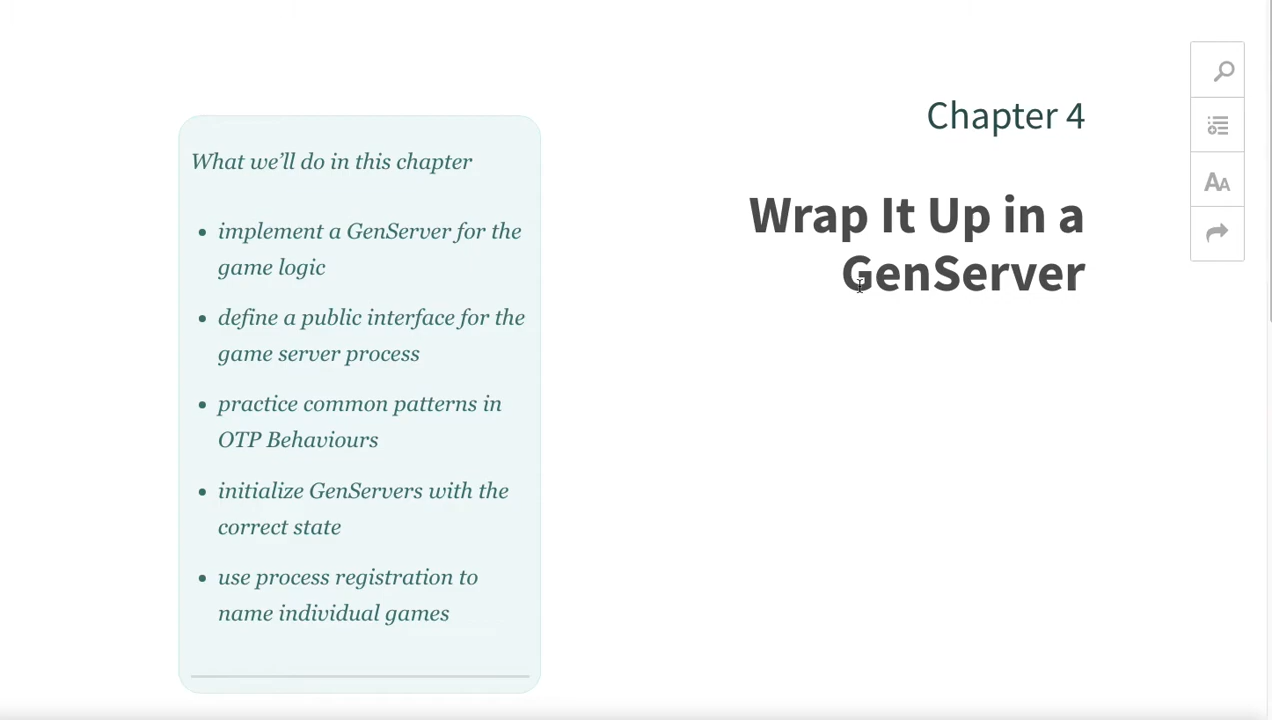 Chapter 4
Wrap It Up in a
GenServer
What we'll do in this chapter
• implement a GenServer for the
game logic
• define a public interface for the
game server process
• practice common patterns in
OTP Behaviours
• initialize GenServers with the
correct state
• use process registration to
name individual games
AA